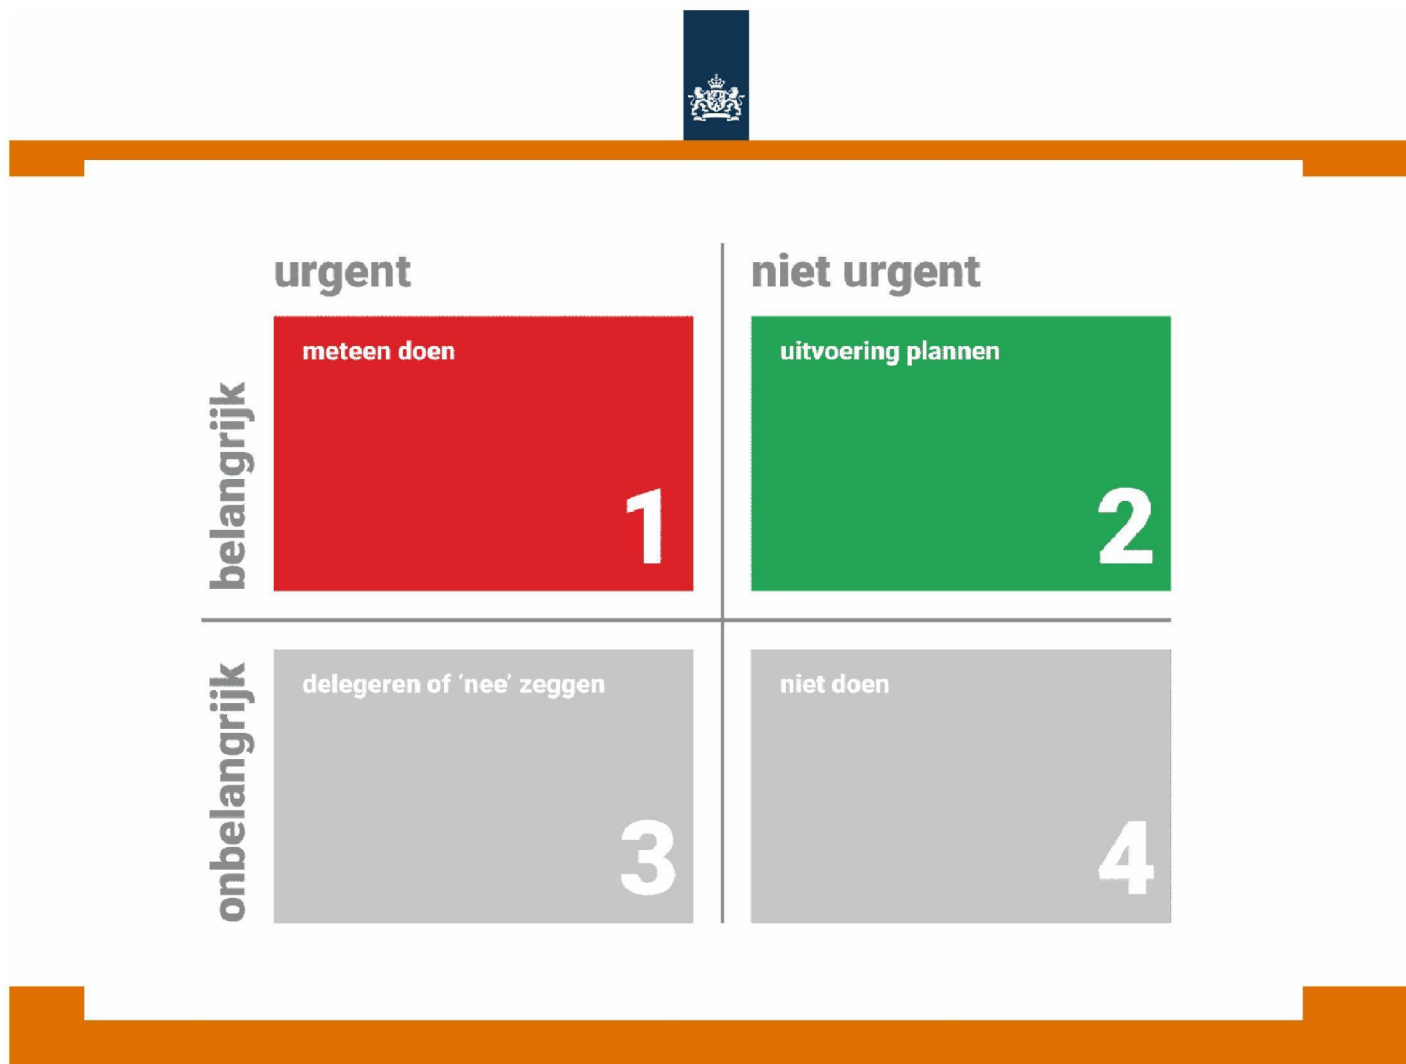 urgent
niet urgent
belangrijk
meteen doen
1
uitvoering plannen
2
onbelangrijk
delegeren of ‘nee’ zeggen
3
niet doen
4